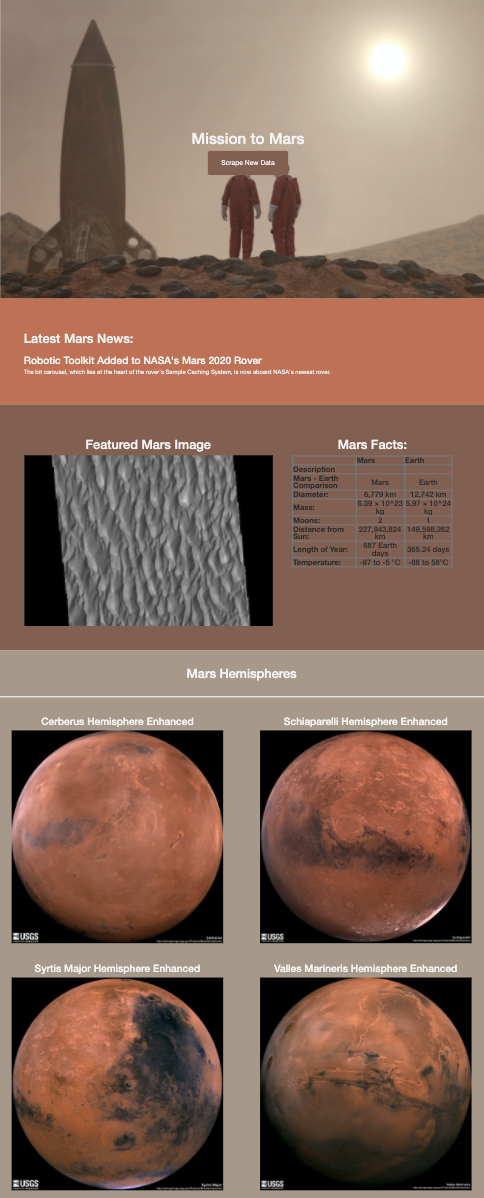 Mission to Mars
Scrape New Data
Latest Mars News:
Robotic Toolkit Added to NASA's Mars 2020 Rover
The bit carousel, which lies at the heart of the rover's Sample Caching System, is now aboard NASA's newest rover.
Featured Mars Image
Mars Facts:
Mars Earth
Description
Mars - Earth Comparison Mars Earth
Diameter: 6,779 km 12,742 km
Mass: 6.39 × 10^23 kg 5.97 × 10^24 kg
Moons: 2 1
Distance from Sun: 227,943,824 km 149,598,262 km
Length of Year: 687 Earth days 365.24 days
Temperature: -87 to -5 °C -88 to 58°C
Mars Hemispheres
Cerberus Hemisphere Enhanced
Schiaparelli Hemisphere Enhanced
USGS
Cerberus
USGS
Schiaparelli
Syrtis Major Hemisphere Enhanced
Valles Marineris Hemisphere Enhanced
USGS
Syrtis Major
USGS
Valles Marineris